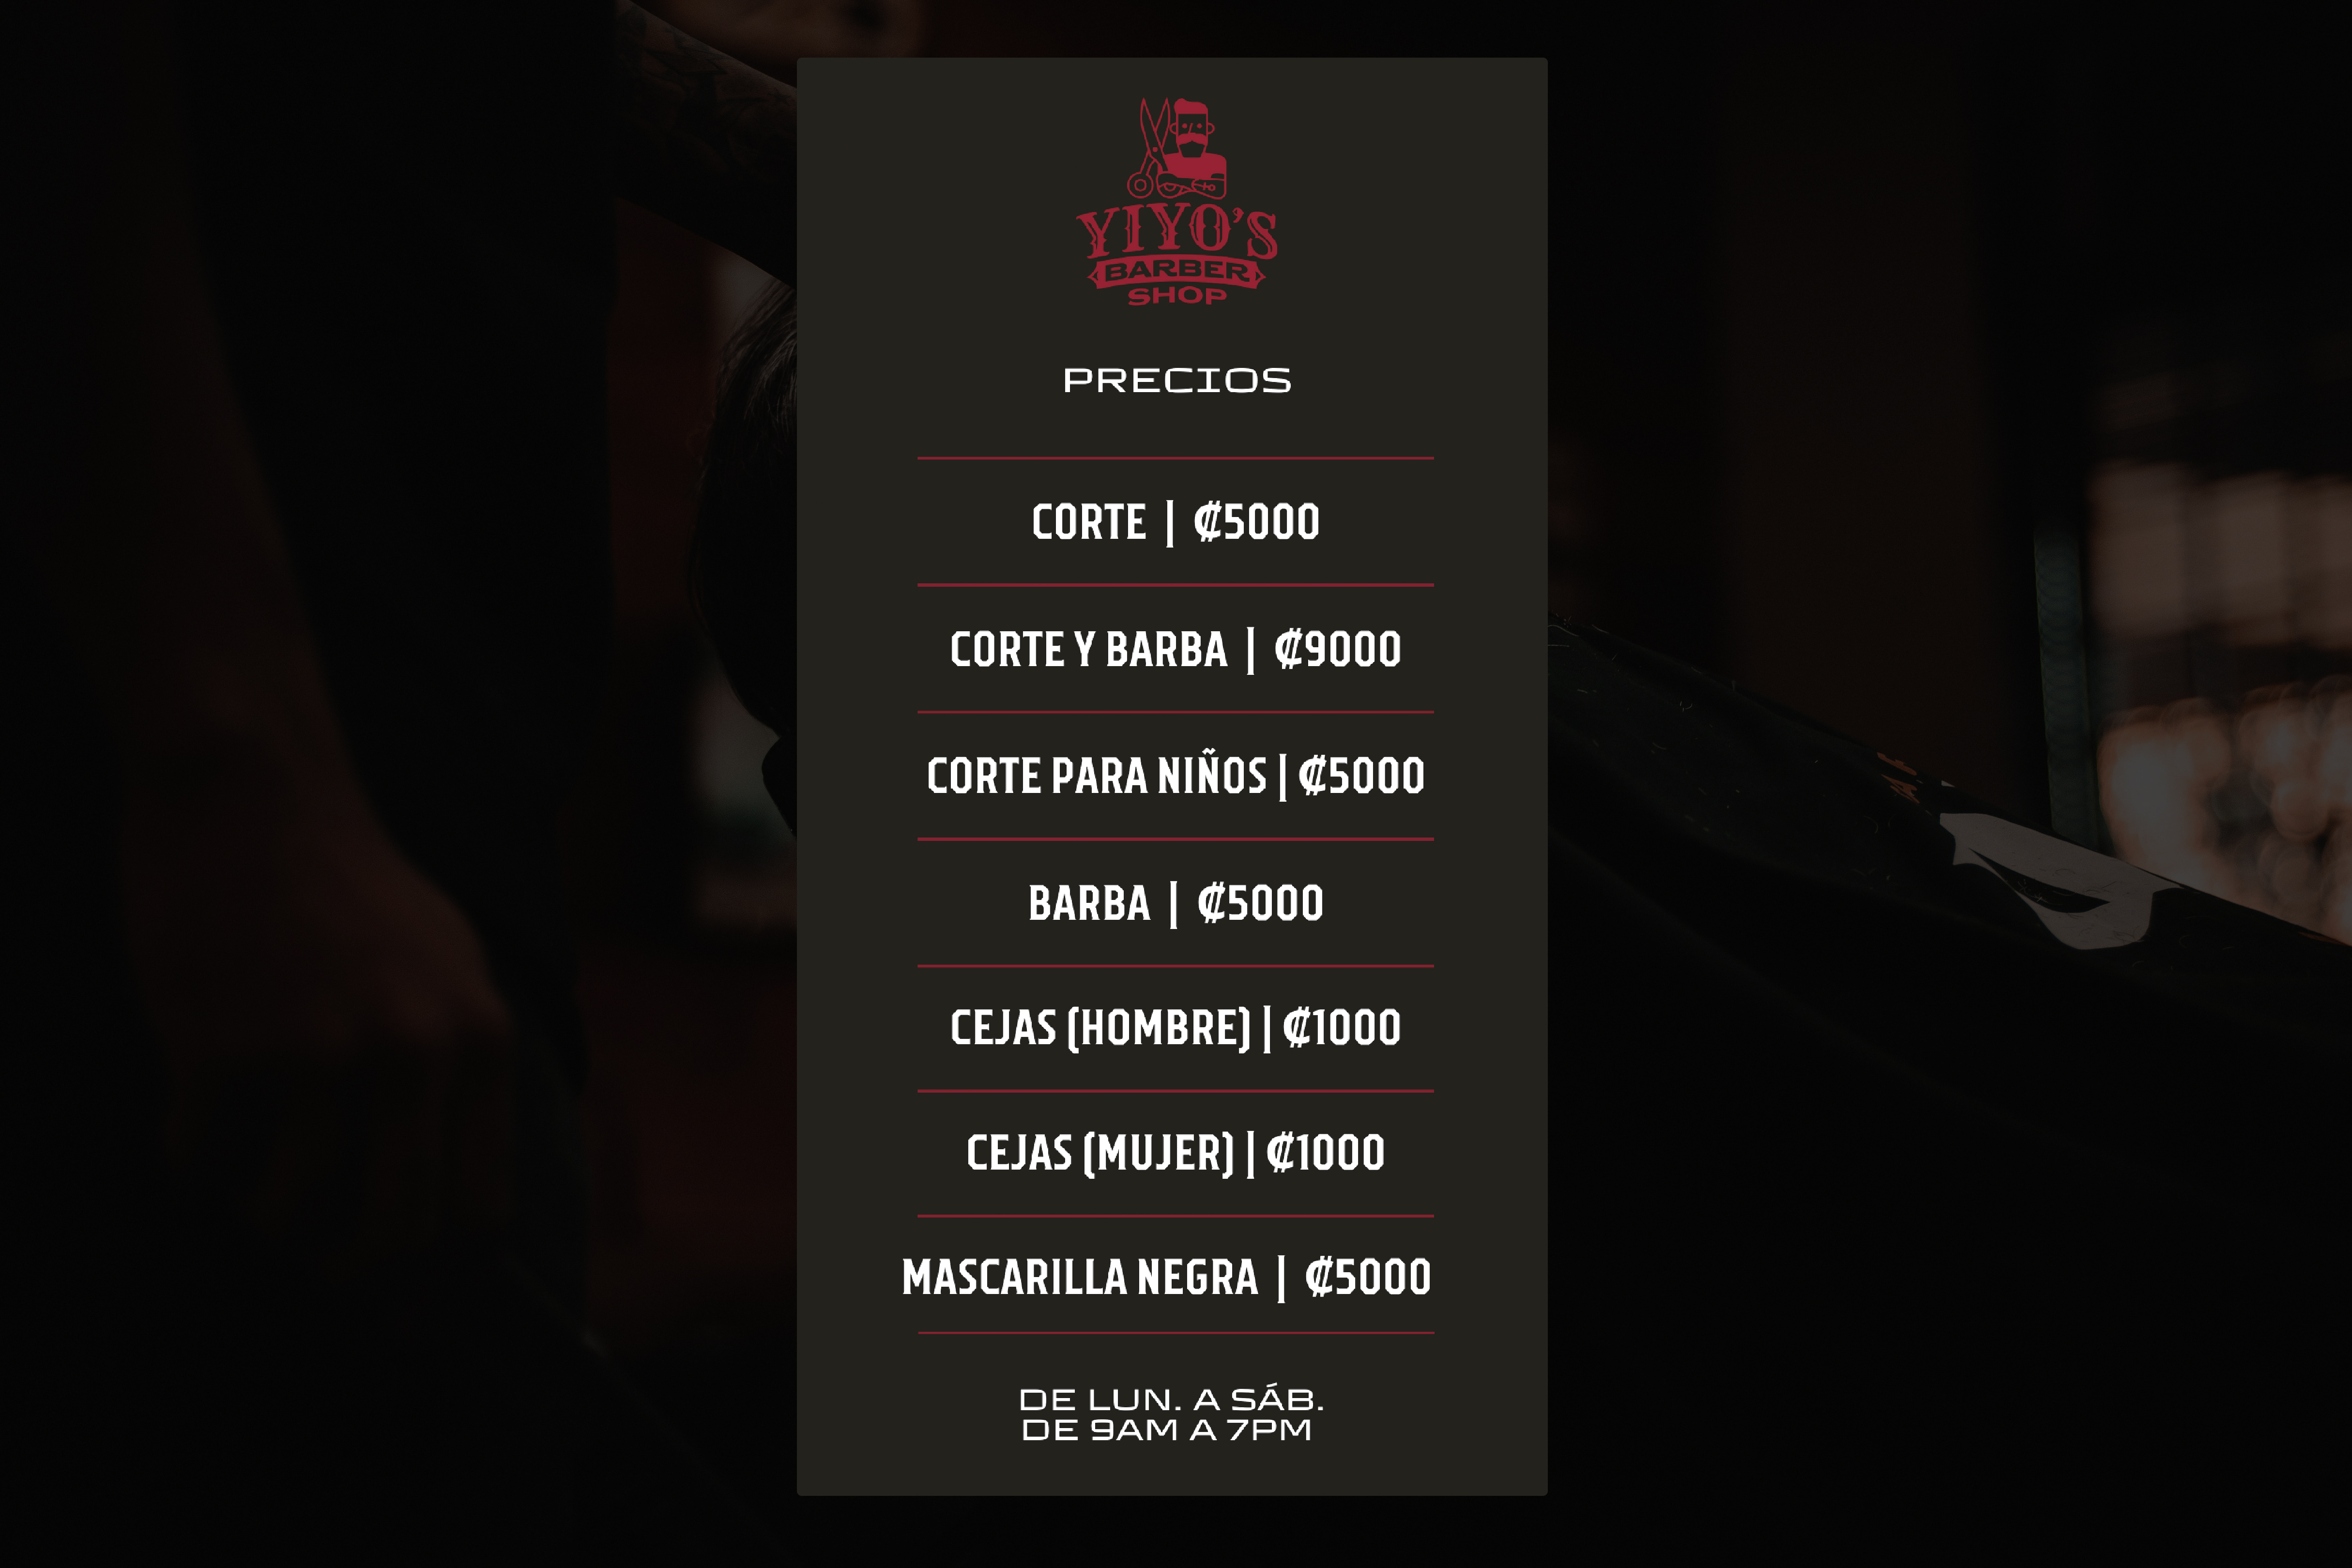 YIYO'S
BARBER
SHOP
PRECIOS
CORTE | ₡5000
CORTE Y BARBA | ₡9000
CORTE PARA NIÑOS | ₡5000
BARBA | ₡5000
CEJAS (HOMBRE) | ₡1000
CEJAS (MUJER) | ₡1000
MASCARILLA NEGRA | ₡5000
DE LUN. A SÁB.
DE 9AM A 7PM